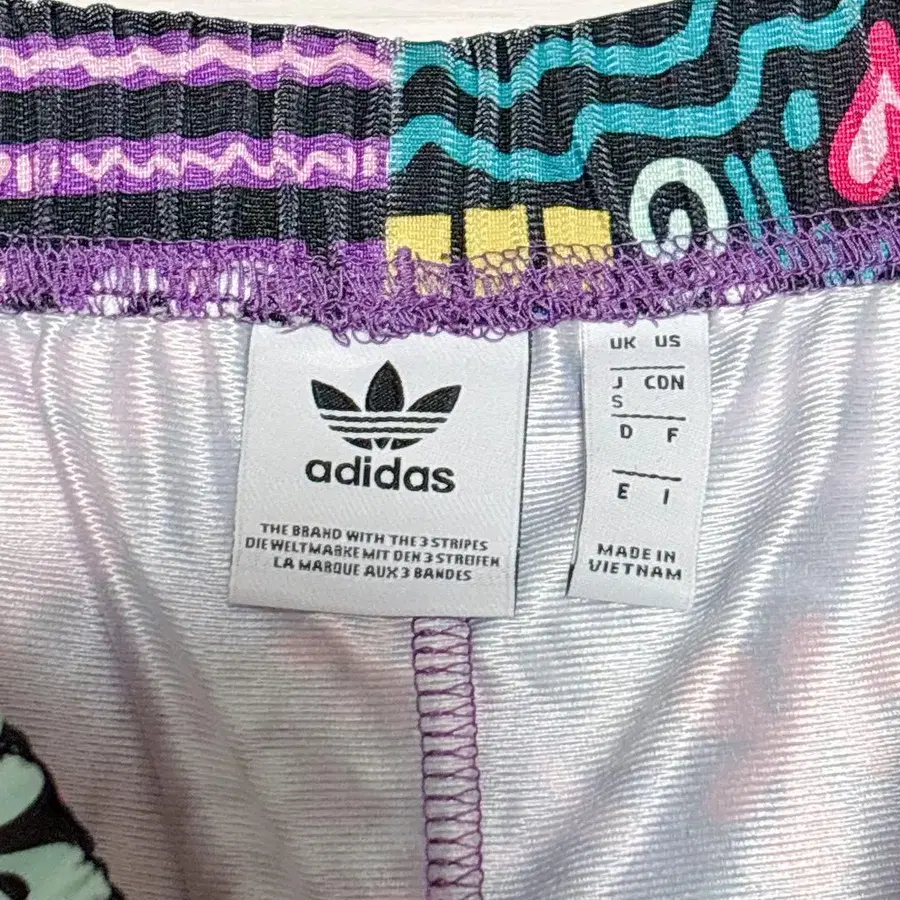 adidas
THE BRAND WITH THE 3 STRIPES
DIE WELTMARKE MIT DEN 3 STREIFEN
LA MARQUE AUX 3 BANDES
UK US
J CDN
S
D F
E I
MADE IN
VIETNAM